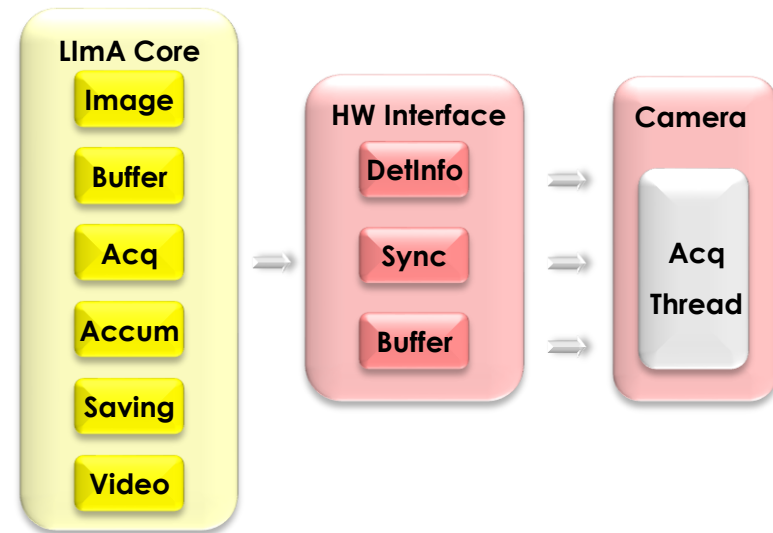 LImA Core
Image
Buffer
Acq
Accum
Saving
Video
HW Interface
DetInfo
Sync
Buffer
Camera
Acq
Thread